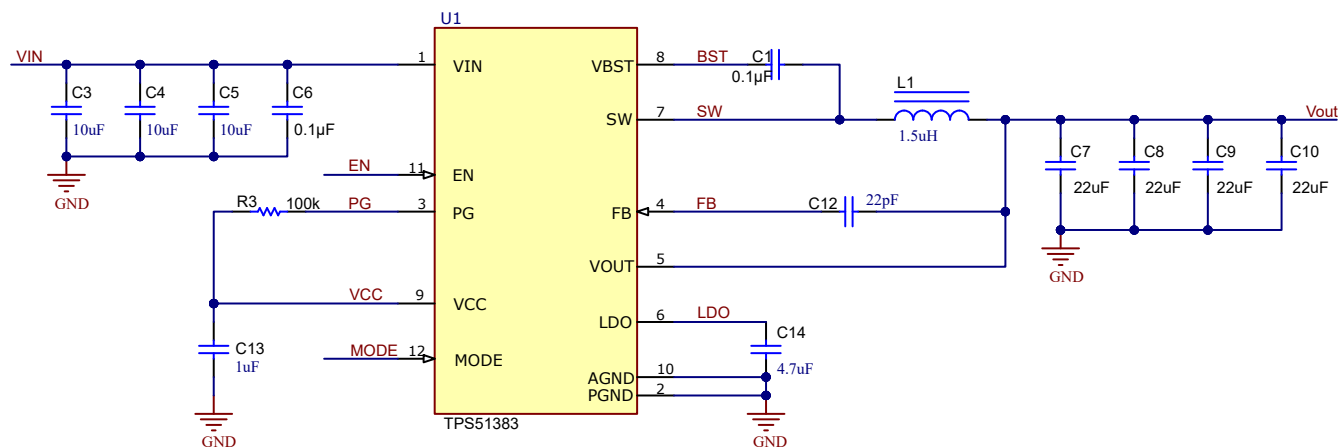 U1
VIN
1
VIN
C3
10uF
C4
10uF
C5
10uF
C6
0.1µF
GND
EN
11
EN
R3
100k
PG
3
PG
VCC
9
VCC
C13
1uF
GND
MODE
12
MODE
VBST
8
BST
C1
0.1µF
SW
7
SW
L1
1.5uH
Vout
C7
22uF
C8
22uF
C9
22uF
C10
22uF
GND
FB
4
FB
C12
22pF
VOUT
5
LDO
6
LDO
C14
4.7uF
AGND
10
PGND
2
GND
TPS51383